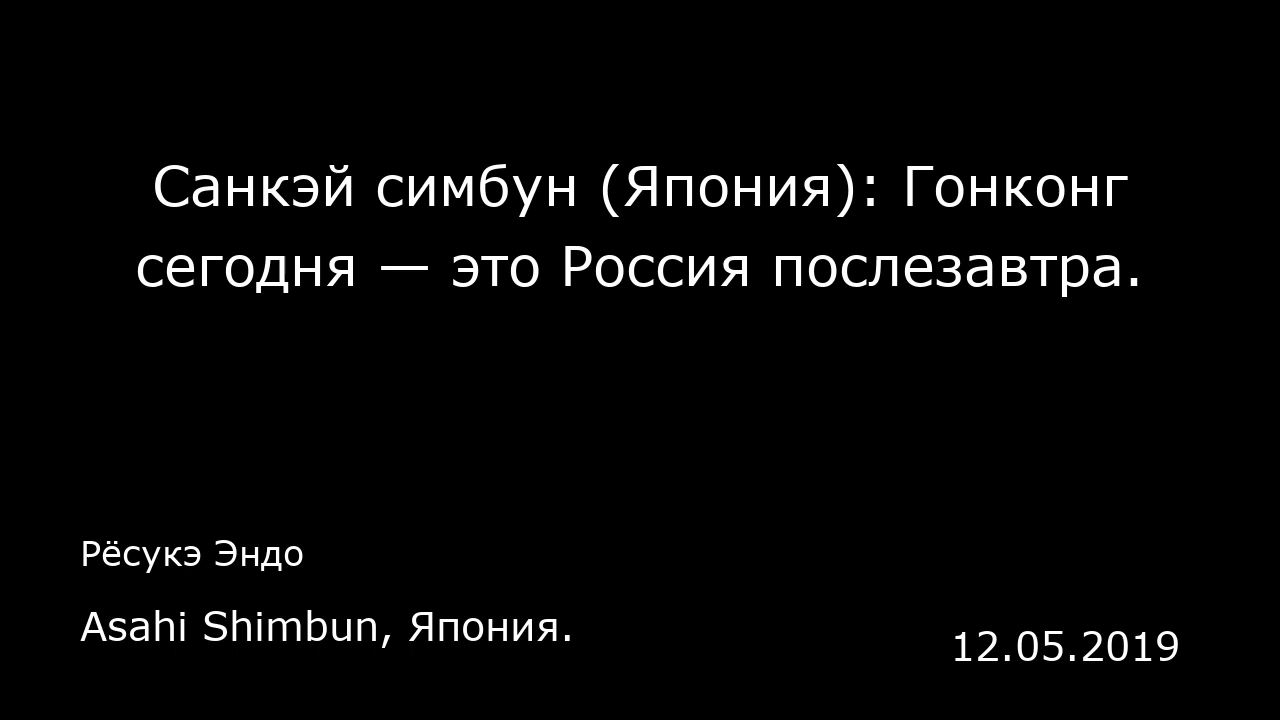 Санкэй симбун (Япония): Гонконг
сегодня — это Россия послезавтра.
Рёсукэ Эндо
Asahi Shimbun, Япония.
12.05.2019